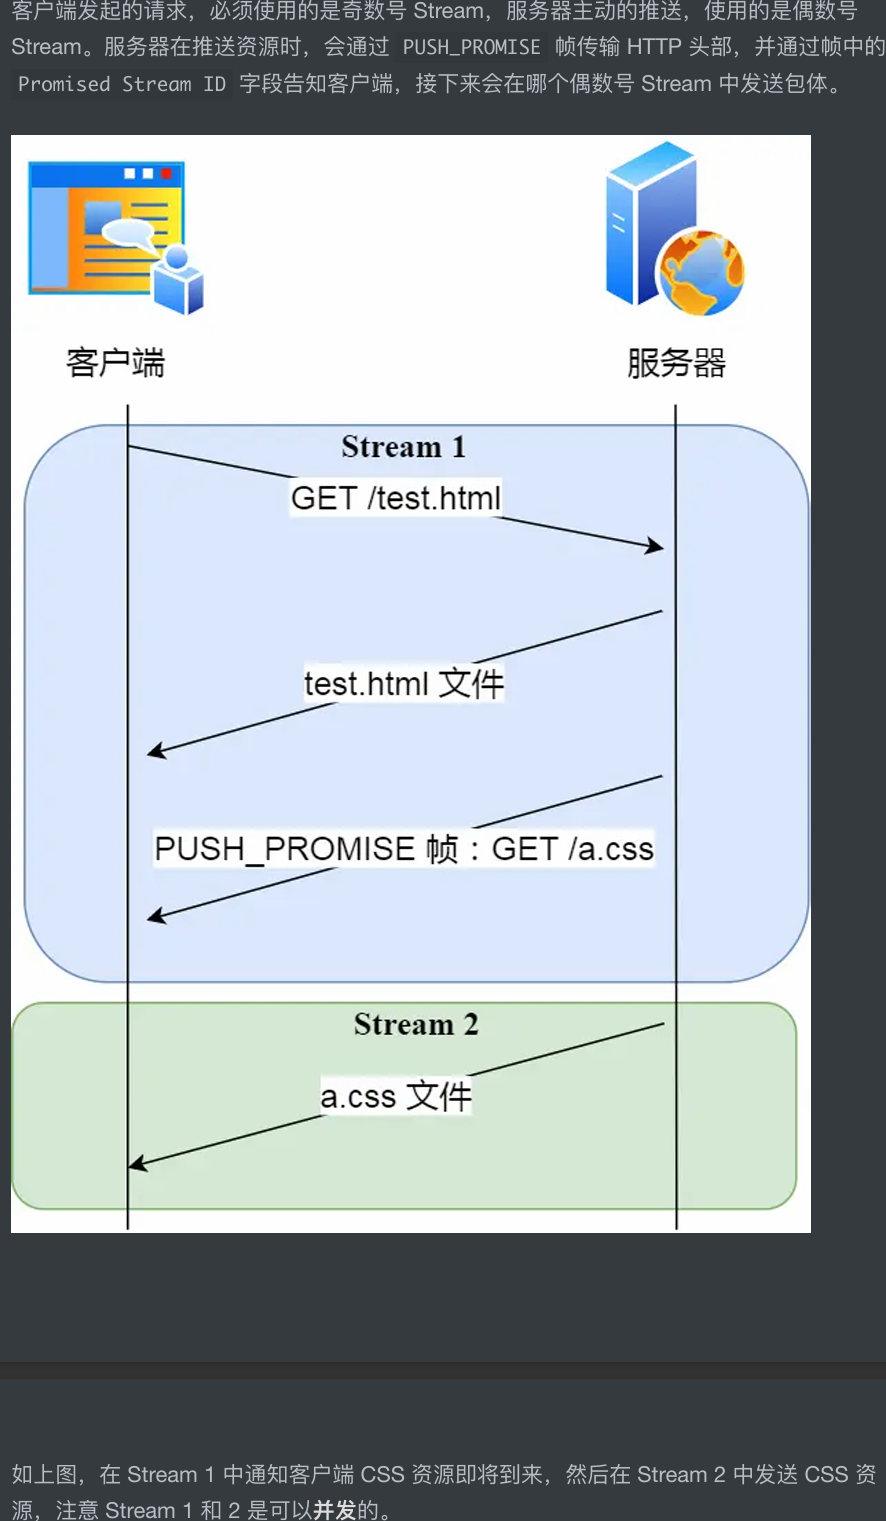 客户端发起的请求，必须使用的是奇数号 Stream，服务器主动的推送，使用的是偶数号
Stream。服务器在推送资源时，会通过 PUSH_PROMISE 帧传输 HTTP 头部，并通过帧中的
Promised Stream ID 字段告知客户端，接下来会在哪个偶数号 Stream 中发送包体。
客户端
服务器
Stream 1
GET /test.html
test.html 文件
PUSH_PROMISE 帧：GET /a.css
Stream 2
a.css 文件
如上图，在 Stream 1 中通知客户端 CSS 资源即将到来，然后在 Stream 2 中发送 CSS 资
源，注意 Stream 1 和 2 是可以并发的。